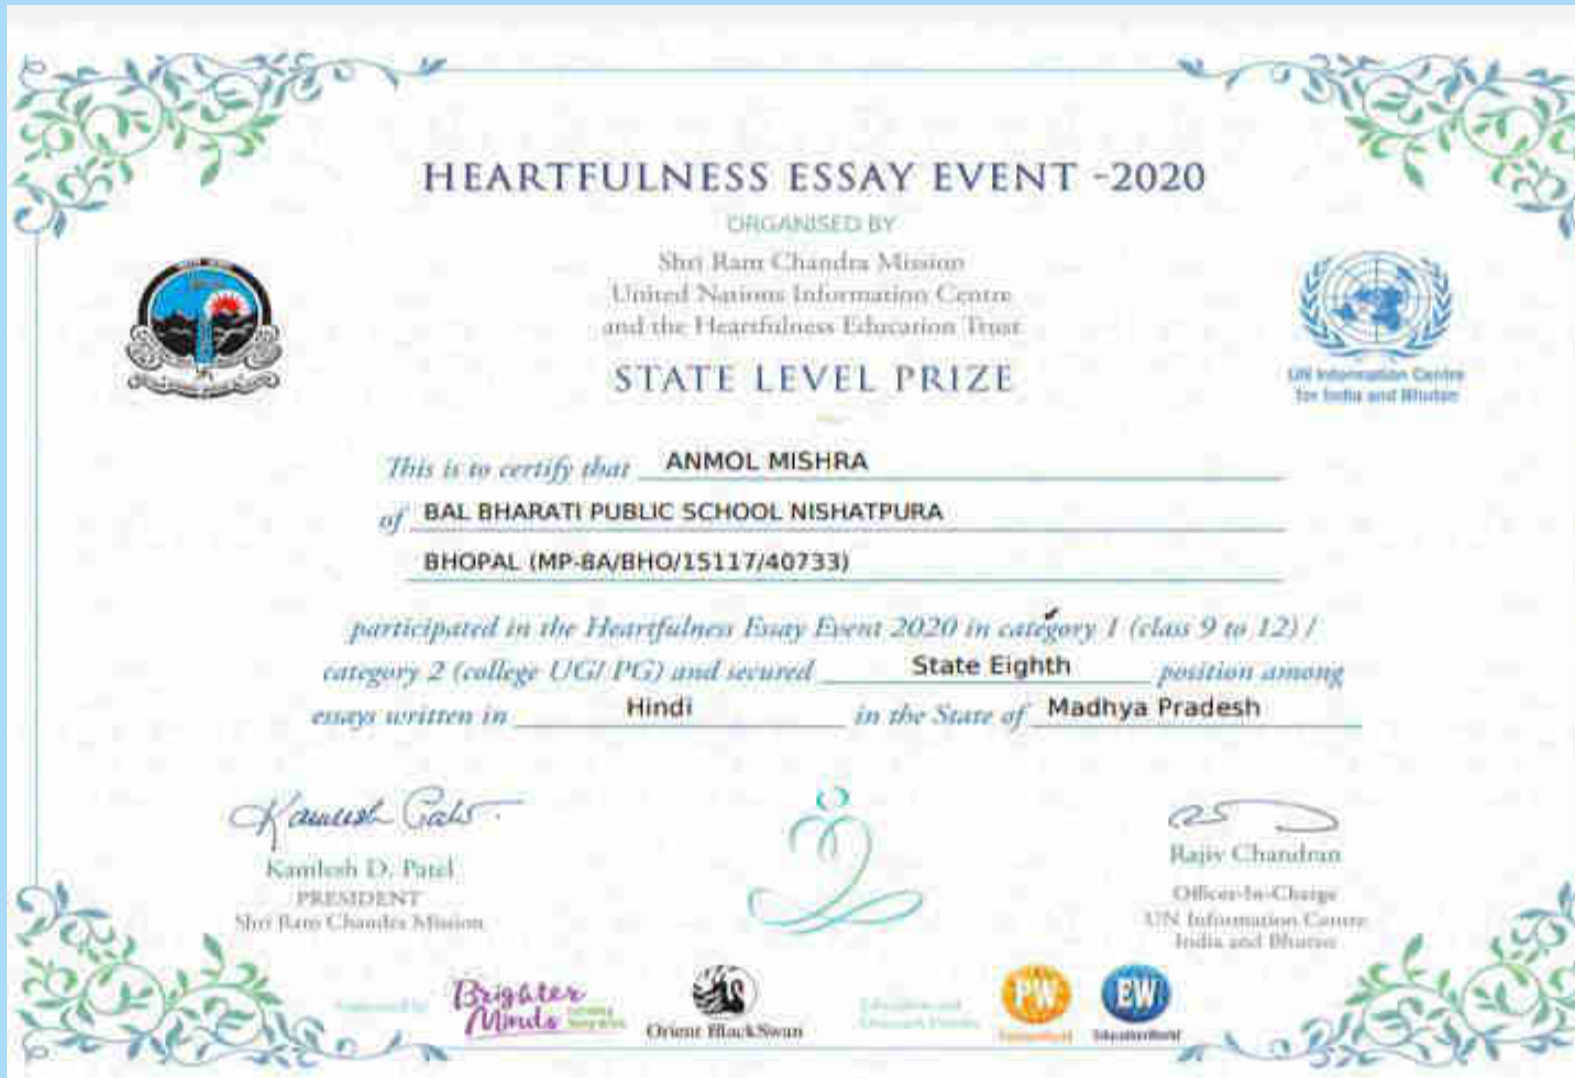 HEARTFULNESS ESSAY EVENT -2020
ORGANISED BY
Shri Ram Chandra Mission
United Nations Information Centre
and the Heartfulness Education Trust
STATE LEVEL PRIZE
UN Information Centre
for India and Bhutan
This is to certify that ANMOL MISHRA
of BAL BHARATI PUBLIC SCHOOL NISHATPURA
BHOPAL (MP-8A/BHO/15117/40733)
participated in the Heartfulness Essay Event 2020 in category 1 (class 9 to 12) /
category 2 (college UG/ PG) and secured State Eighth position among
essays written in Hindi in the State of Madhya Pradesh
Kamlesh D. Patel
PRESIDENT
Shri Ram Chandra Mission
Rajiv Chandran
Officer-In-Charge
UN Information Centre
India and Bhutan
Brighter
Minds
Orient BlackSwan
PW
EW
EducationWorld